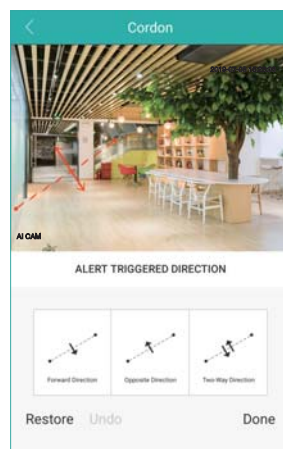 Cordon
AI CAM
ALERT TRIGGERED DIRECTION
Forward Direction
Opposite Direction
Two-Way Direction
Restore
Undo
Done